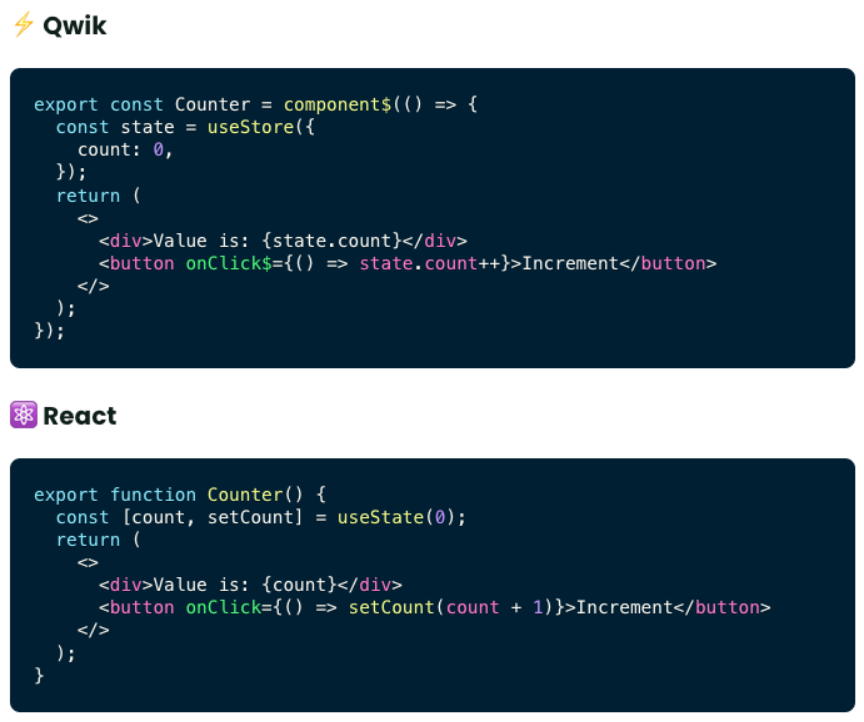 ⚡ Qwik
export const Counter = component$(() => {
  const state = useStore({
    count: 0,
  });
  return (
    <>
      <div>Value is: {state.count}</div>
      <button onClick$={() => state.count++}>Increment</button>
    </>
  );
});
⚛️ React
export function Counter() {
  const [count, setCount] = useState(0);
  return (
    <>
      <div>Value is: {count}</div>
      <button onClick={() => setCount(count + 1)}>Increment</button>
    </>
  );
}